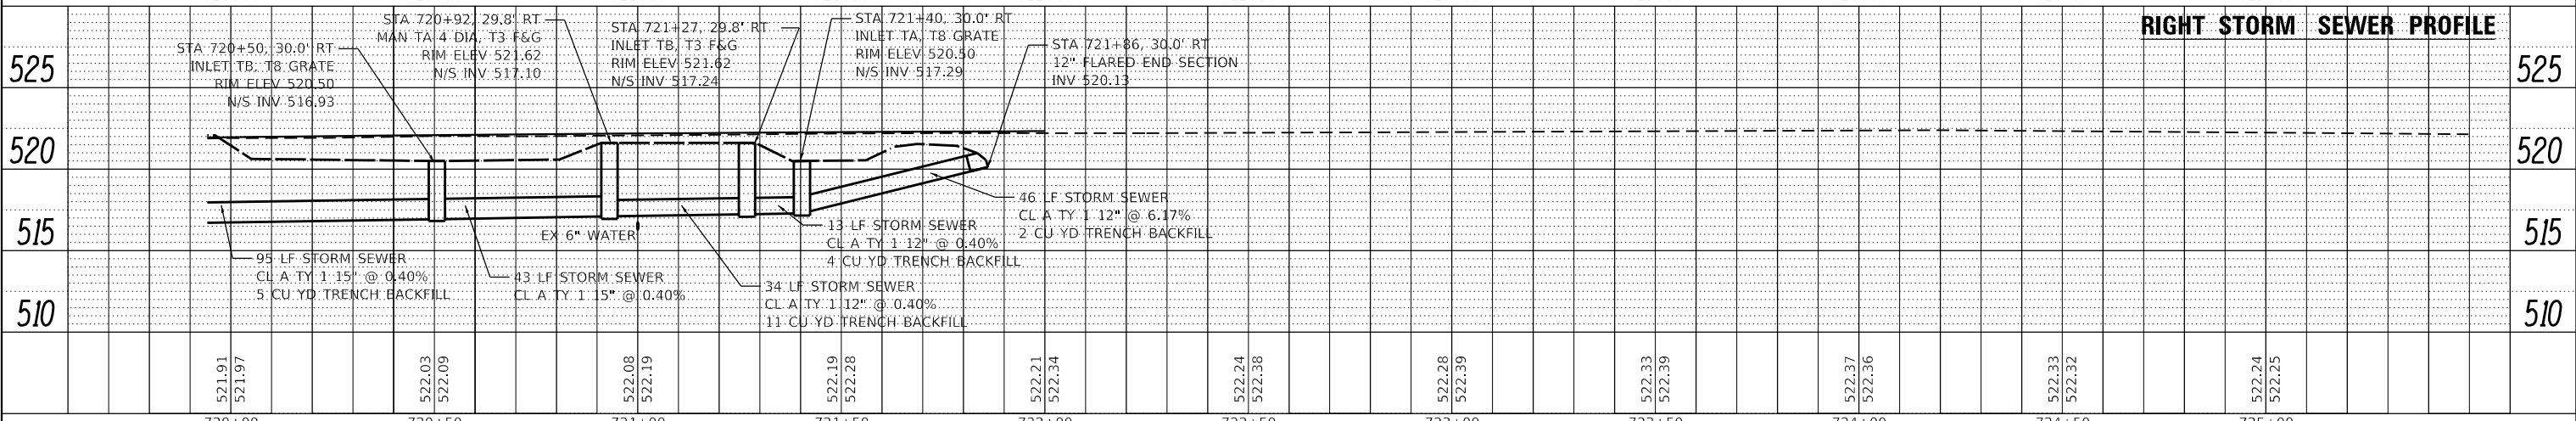 RIGHT STORM SEWER PROFILE
STA 720+50, 30.0' RT
INLET TB, T8 GRATE
RIM ELEV 520.50
N/S INV 516.93
STA 720+92, 29.8' RT
MAN TA 4 DIA, T3 F&G
RIM ELEV 521.62
N/S INV 517.10
STA 721+27, 29.8' RT
INLET TB, T3 F&G
RIM ELEV 521.62
N/S INV 517.24
STA 721+40, 30.0' RT
INLET TA, T8 GRATE
RIM ELEV 520.50
N/S INV 517.29
STA 721+86, 30.0' RT
12" FLARED END SECTION
INV 520.13
525
525
520
520
515
515
510
510
EX 6" WATER
95 LF STORM SEWER
CL A TY 1 15" @ 0.40%
5 CU YD TRENCH BACKFILL
43 LF STORM SEWER
CL A TY 1 15" @ 0.40%
34 LF STORM SEWER
CL A TY 1 12" @ 0.40%
11 CU YD TRENCH BACKFILL
13 LF STORM SEWER
CL A TY 1 12" @ 0.40%
4 CU YD TRENCH BACKFILL
46 LF STORM SEWER
CL A TY 1 12" @ 6.17%
2 CU YD TRENCH BACKFILL
521.91
521.97
522.03
522.09
522.08
522.19
522.19
522.28
522.21
522.34
522.24
522.38
522.28
522.39
522.33
522.39
522.37
522.36
522.33
522.32
522.24
522.25